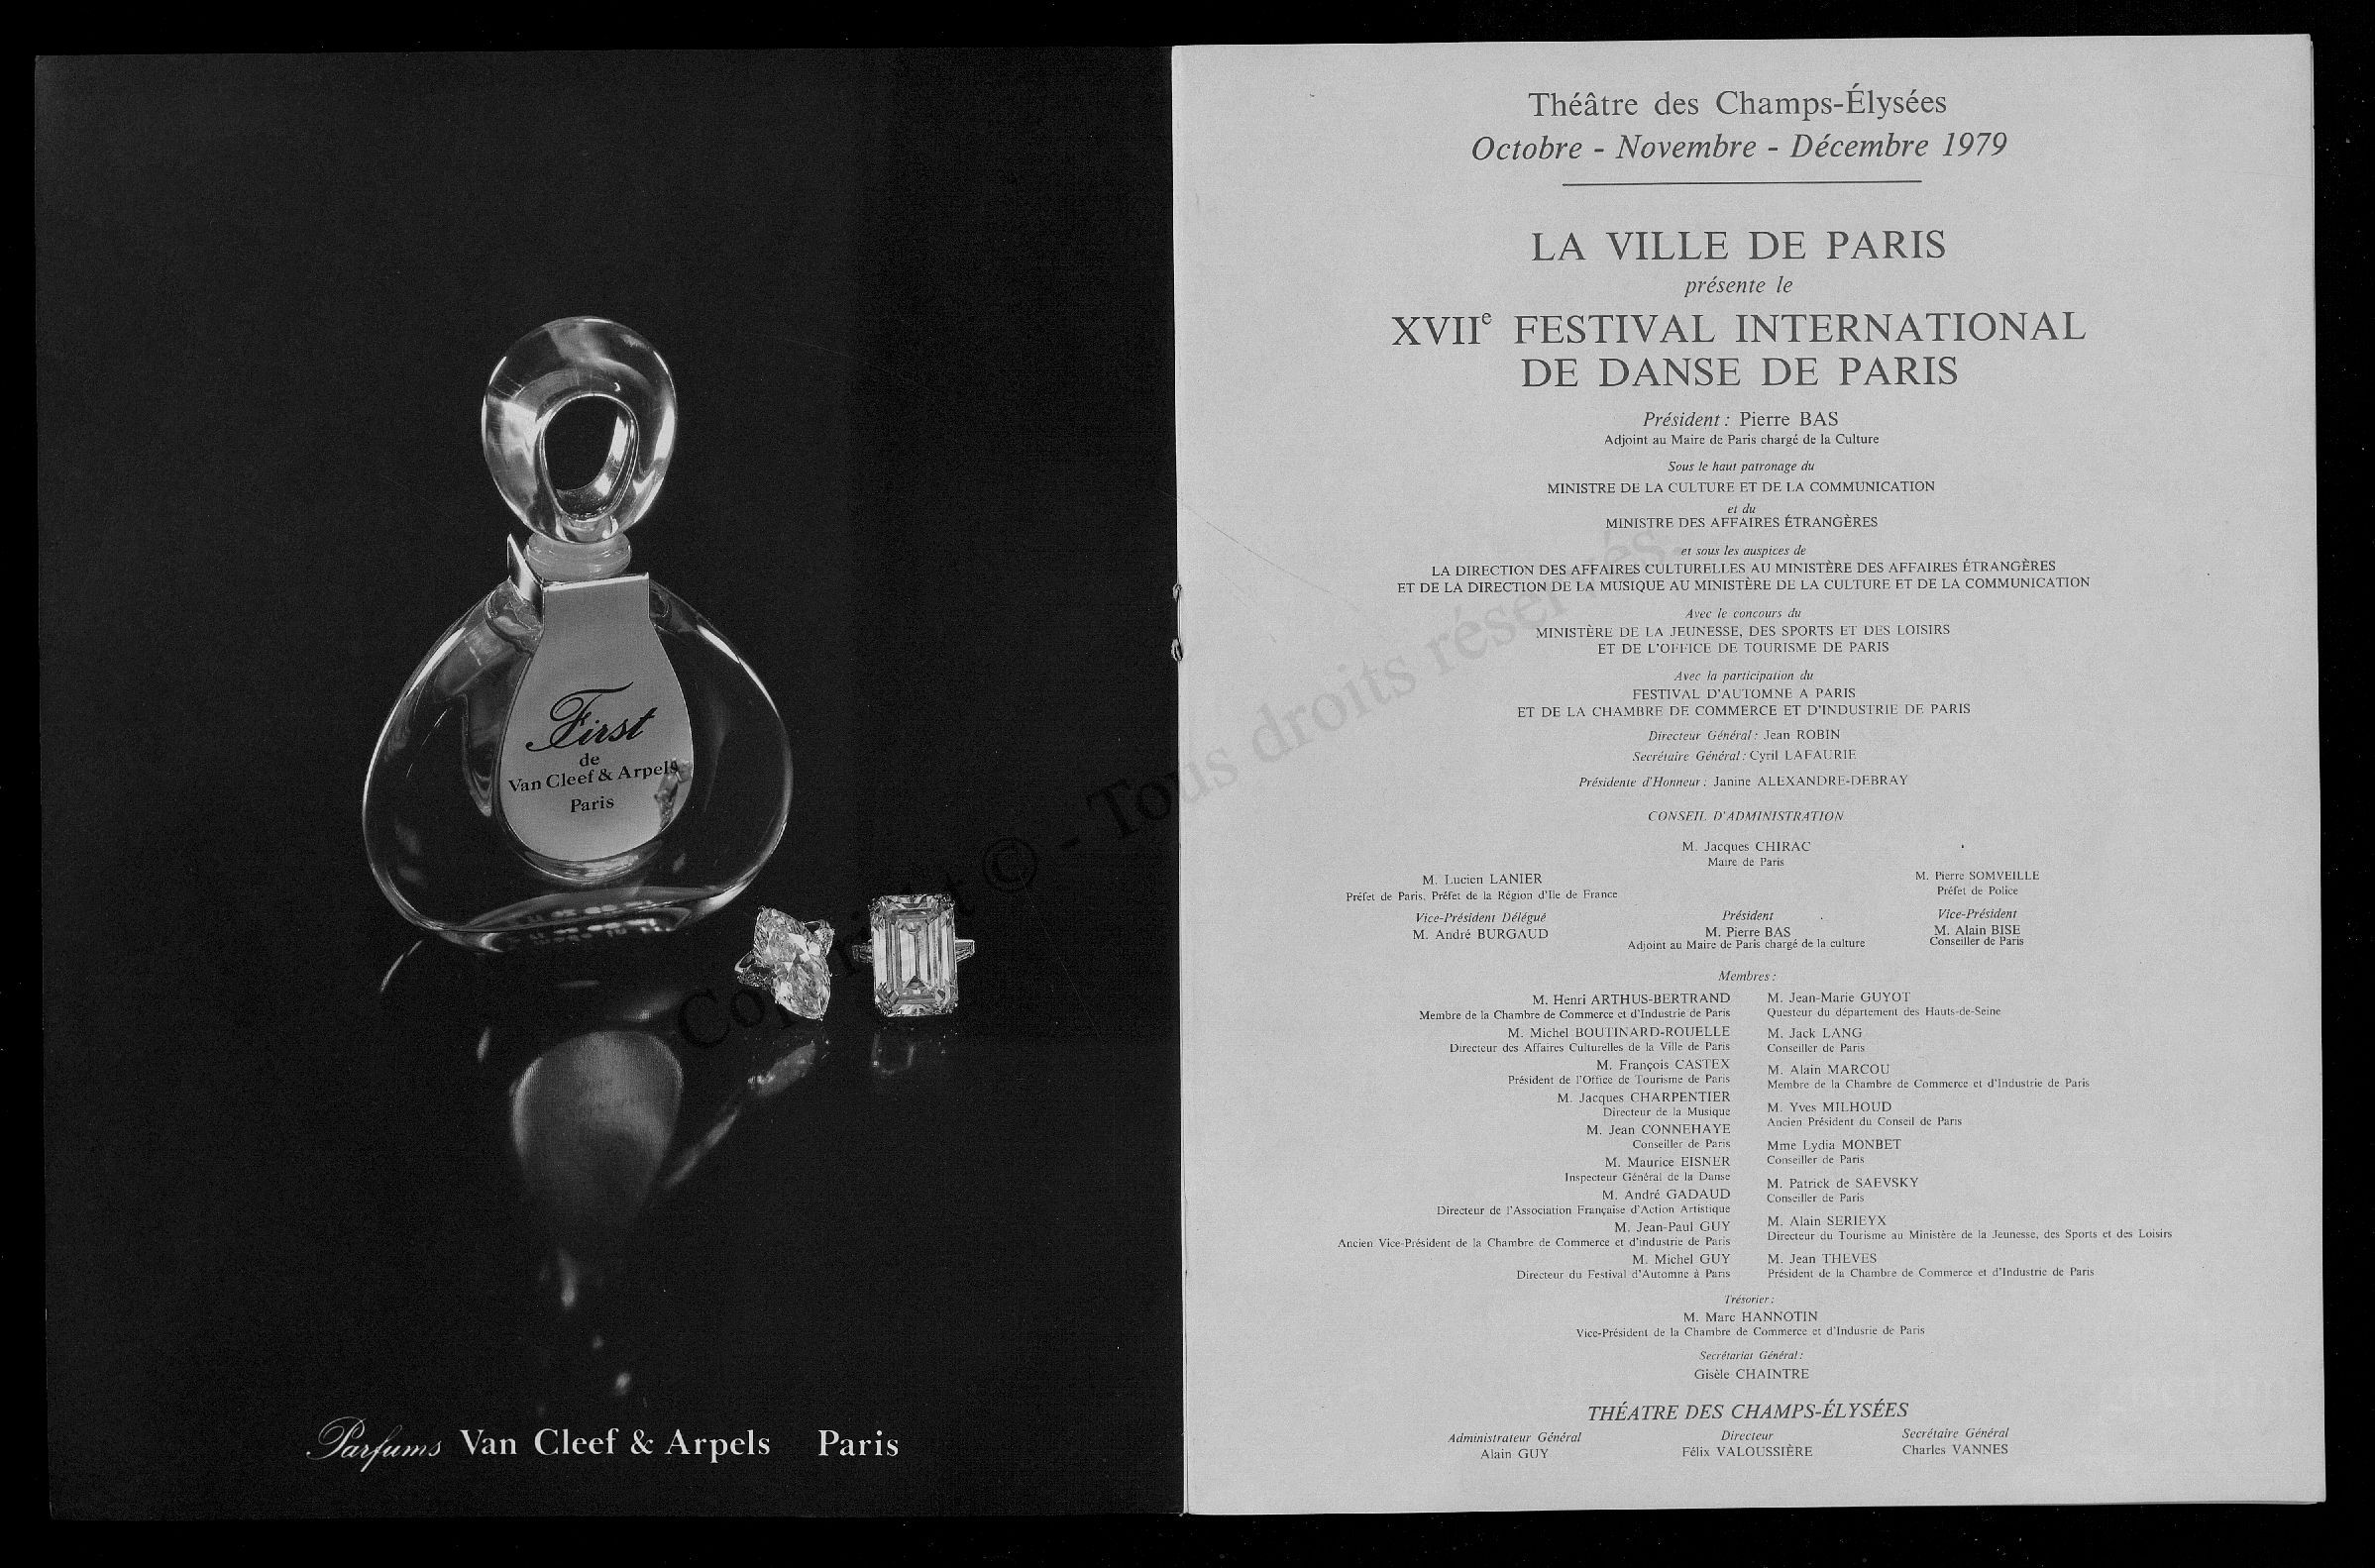 First
de
Van Cleef & Arpels
Paris
Parfums Van Cleef & Arpels Paris
Théâtre des Champs-Élysées
Octobre - Novembre - Décembre 1979
LA VILLE DE PARIS
présente le
XVIIe FESTIVAL INTERNATIONAL
DE DANSE DE PARIS
Président : Pierre BAS
Adjoint au Maire de Paris chargé de la Culture
Sous le haut patronage du
MINISTRE DE LA CULTURE ET DE LA COMMUNICATION
et du
MINISTRE DES AFFAIRES ÉTRANGÈRES
et sous les auspices de
LA DIRECTION DES AFFAIRES CULTURELLES AU MINISTÈRE DES AFFAIRES ÉTRANGÈRES
ET DE LA DIRECTION DE LA MUSIQUE AU MINISTÈRE DE LA CULTURE ET DE LA COMMUNICATION
Avec le concours du
MINISTÈRE DE LA JEUNESSE, DES SPORTS ET DES LOISIRS
ET DE L'OFFICE DE TOURISME DE PARIS
Avec la participation du
FESTIVAL D'AUTOMNE A PARIS
ET DE LA CHAMBRE DE COMMERCE ET D'INDUSTRIE DE PARIS
Directeur Général : Jean ROBIN
Secrétaire Général : Cyril LAFAURIE
Présidente d'Honneur : Janine ALEXANDRE-DEBRAY
CONSEIL D'ADMINISTRATION
M. Jacques CHIRAC
Maire de Paris
M. Lucien LANIER
Préfet de Paris, Préfet de la Région d'Ile de France
M. Pierre SOMVEILLE
Préfet de Police
Vice-Président Délégué
M. André BURGAUD
Président
M. Pierre BAS
Adjoint au Maire de Paris chargé de la culture
Vice-Président
M. Alain BISE
Conseiller de Paris
Membres :
M. Henri ARTHUS-BERTRAND
Membre de la Chambre de Commerce et d'Industrie de Paris
M. Michel BOUTINARD-ROUELLE
Directeur des Affaires Culturelles de la Ville de Paris
M. François CASTEX
Président de l'Office de Tourisme de Paris
M. Jacques CHARPENTIER
Directeur de la Musique
M. Jean CONNEHAYE
Conseiller de Paris
M. Maurice EISNER
Inspecteur Général de la Danse
M. André GADAUD
Directeur de l'Association Française d'Action Artistique
M. Jean-Paul GUY
Ancien Vice-Président de la Chambre de Commerce et d'industrie de Paris
M. Michel GUY
Directeur du Festival d'Automne à Paris
M. Jean-Marie GUYOT
Questeur du département des Hauts-de-Seine
M. Jack LANG
Conseiller de Paris
M. Alain MARCOU
Membre de la Chambre de Commerce et d'Industrie de Paris
M. Yves MILHOUD
Ancien Président du Conseil de Paris
Mme Lydia MONBET
Conseiller de Paris
M. Patrick de SAEVSKY
Conseiller de Paris
M. Alain SERIEYX
Directeur du Tourisme au Ministère de la Jeunesse, des Sports et des Loisirs
M. Jean THEVES
Président de la Chambre de Commerce et d'Industrie de Paris
Trésorier :
M. Marc HANNOTIN
Vice-Président de la Chambre de Commerce et d'Indusrie de Paris
Secrétariat Général :
Gisèle CHAINTRE
THÉATRE DES CHAMPS-ÉLYSÉES
Administrateur Général
Alain GUY
Directeur
Félix VALOUSSIÈRE
Secrétaire Général
Charles VANNES
Copyright © - Tous droits réservés.